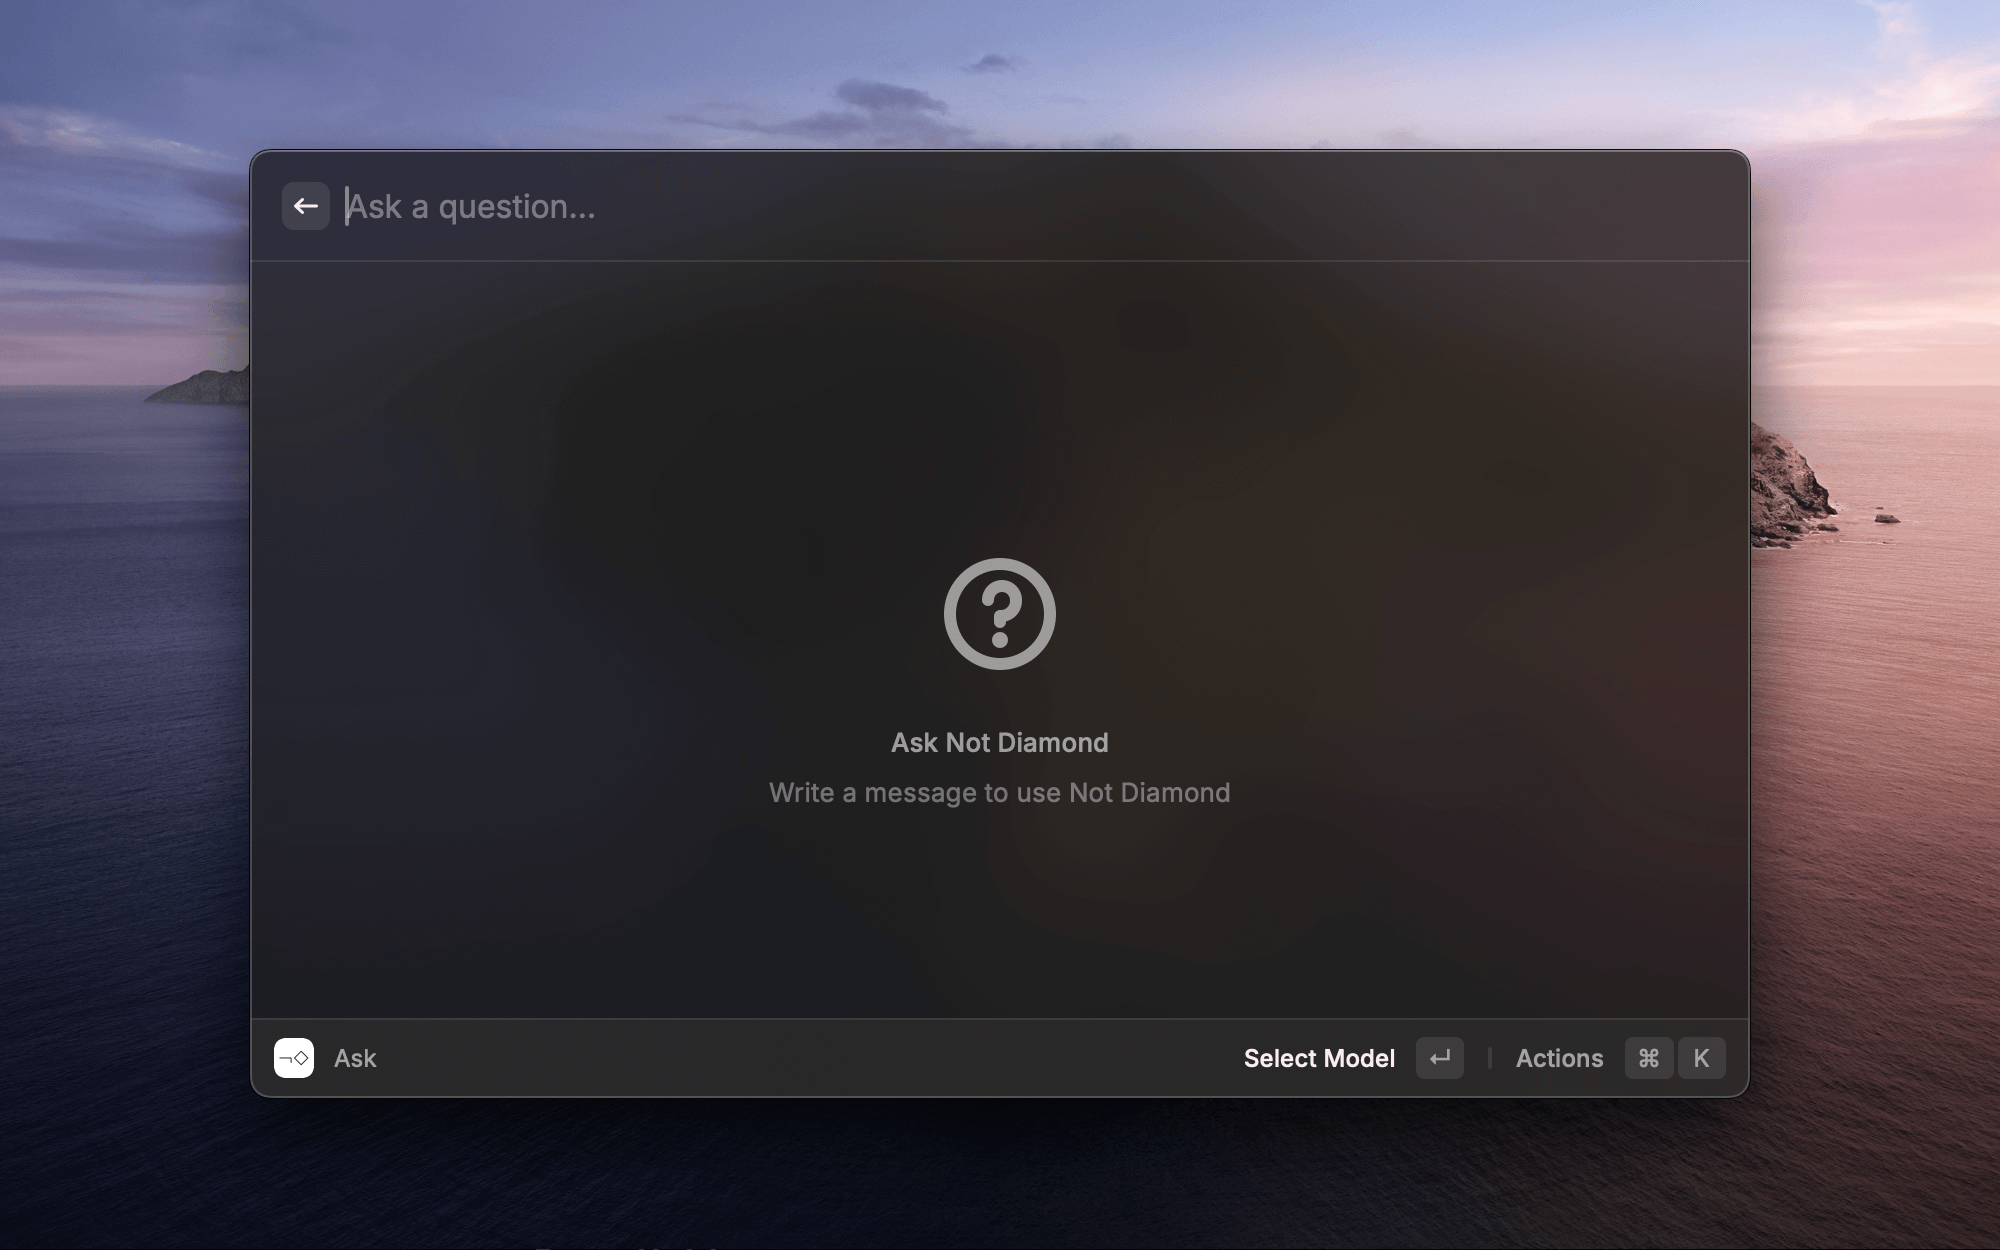 Ask a question...
Ask Not Diamond
Write a message to use Not Diamond
Ask
Select Model
Actions
⌘ K